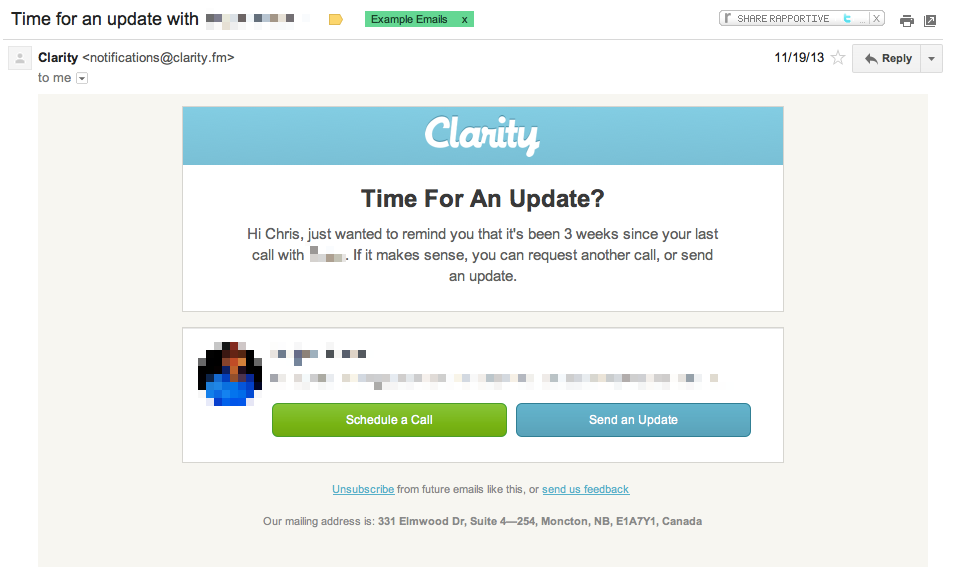 Time for an update with
Example Emails x
SHARE RAPPORTIVE X
Clarity <notifications@clarity.fm>
11/19/13
Reply
to me
Clarity
Time For An Update?
Hi Chris, just wanted to remind you that it's been 3 weeks since your last
call with . If it makes sense, you can request another call, or send
an update.
Schedule a Call
Send an Update
Unsubscribe from future emails like this, or send us feedback
Our mailing address is: 331 Elmwood Dr, Suite 4—254, Moncton, NB, E1A7Y1, Canada